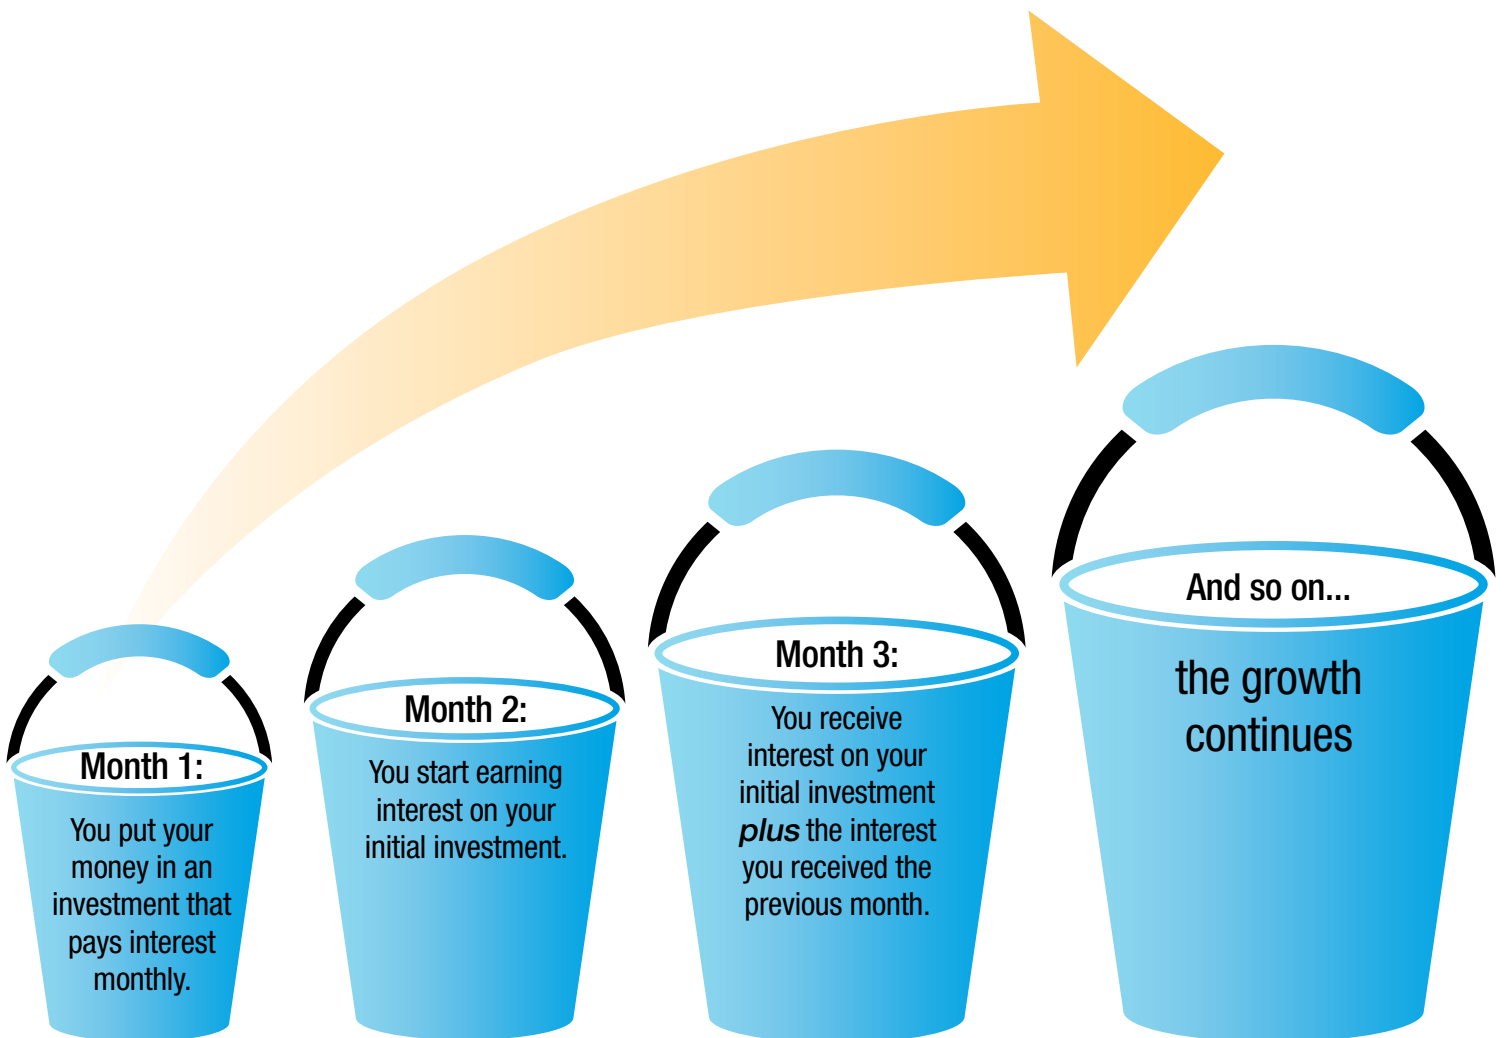 Month 1:
You put your
money in an
investment that
pays interest
monthly.
Month 2:
You start earning
interest on your
initial investment.
Month 3:
You receive
interest on your
initial investment
plus the interest
you received the
previous month.
And so on...
the growth
continues